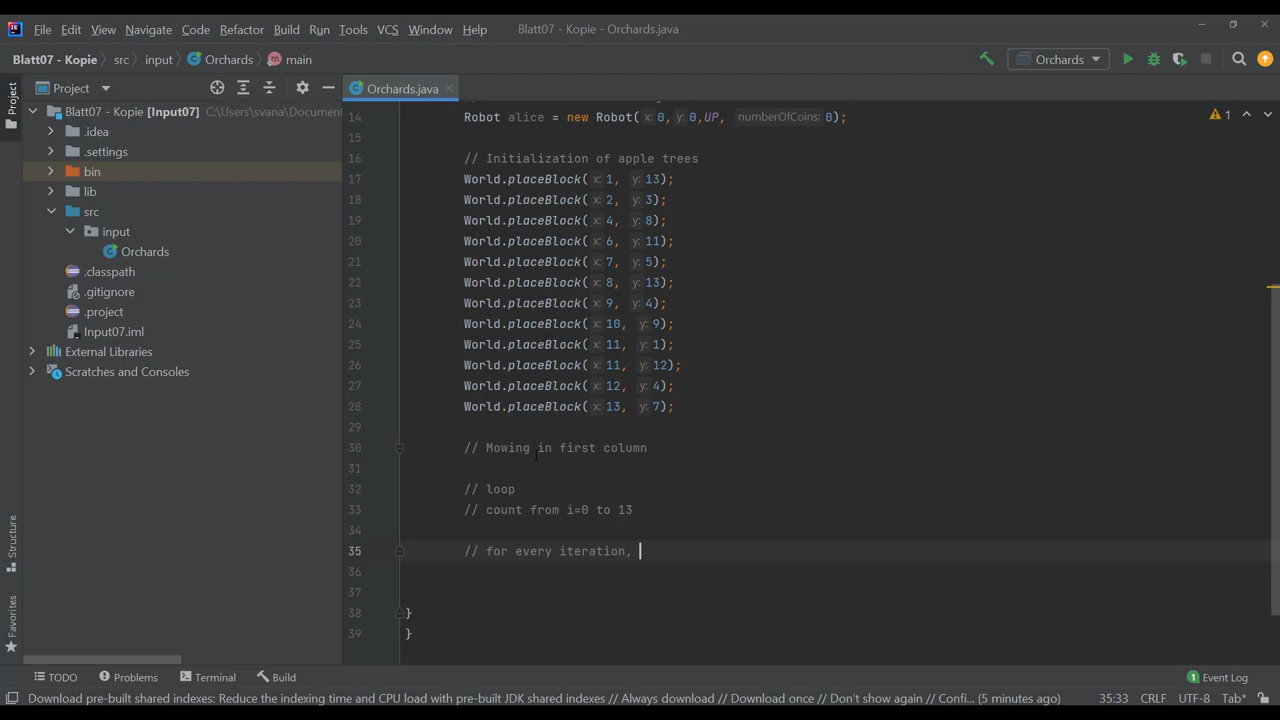 File Edit View Navigate Code Refactor Build Run Tools VCS Window Help Blatt07 - Kopie - Orchards.java
Blatt07 - Kopie src input Orchards main Orchards
Project
Orchards.java
Project
Blatt07 - Kopie [Input07] C:\Users\svana\Document
.idea
.settings
bin
lib
src
input
Orchards
.classpath
.gitignore
.project
Input07.iml
External Libraries
Scratches and Consoles
1
14 Robot alice = new Robot( x: 0, y: 0,UP, numberOfCoins: 0);
15
16 // Initialization of apple trees
17 World.placeBlock( x: 1, y: 13);
18 World.placeBlock( x: 2, y: 3);
19 World.placeBlock( x: 4, y: 8);
20 World.placeBlock( x: 6, y: 11);
21 World.placeBlock( x: 7, y: 5);
22 World.placeBlock( x: 8, y: 13);
23 World.placeBlock( x: 9, y: 4);
24 World.placeBlock( x: 10, y: 9);
25 World.placeBlock( x: 11, y: 1);
26 World.placeBlock( x: 11, y: 12);
27 World.placeBlock( x: 12, y: 4);
28 World.placeBlock( x: 13, y: 7);
29
30 // Mowing in first column
31
32 // loop
33 // count from i=0 to 13
34
35 // for every iteration,
36
37
38 }
39 }
Structure
Favorites
TODO Problems Terminal Build 1 Event Log
Download pre-built shared indexes: Reduce the indexing time and CPU load with pre-built JDK shared indexes // Always download // Download once // Don't show again // Confi... (5 minutes ago) 35:33 CRLF UTF-8 Tab*